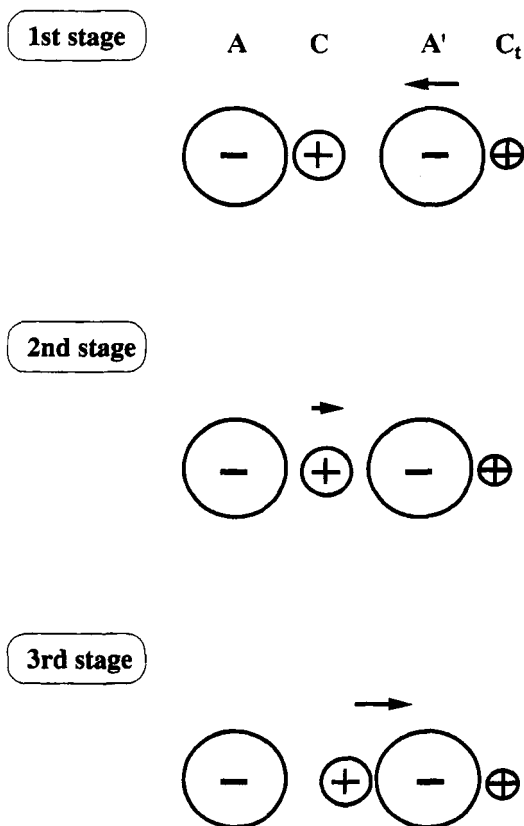 1st stage
A C A' Cₜ
− + − +
2nd stage
− + − +
3rd stage
− + − +